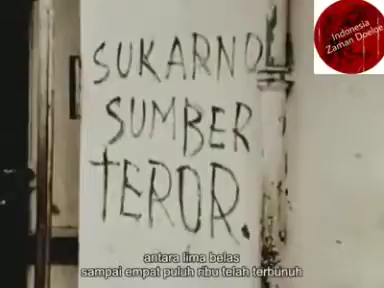 Indonesia
Zaman Doeloe
SUKARNO
SUMBER
TEROR.
antara lima belas
sampai empat puluh ribu telah terbunuh